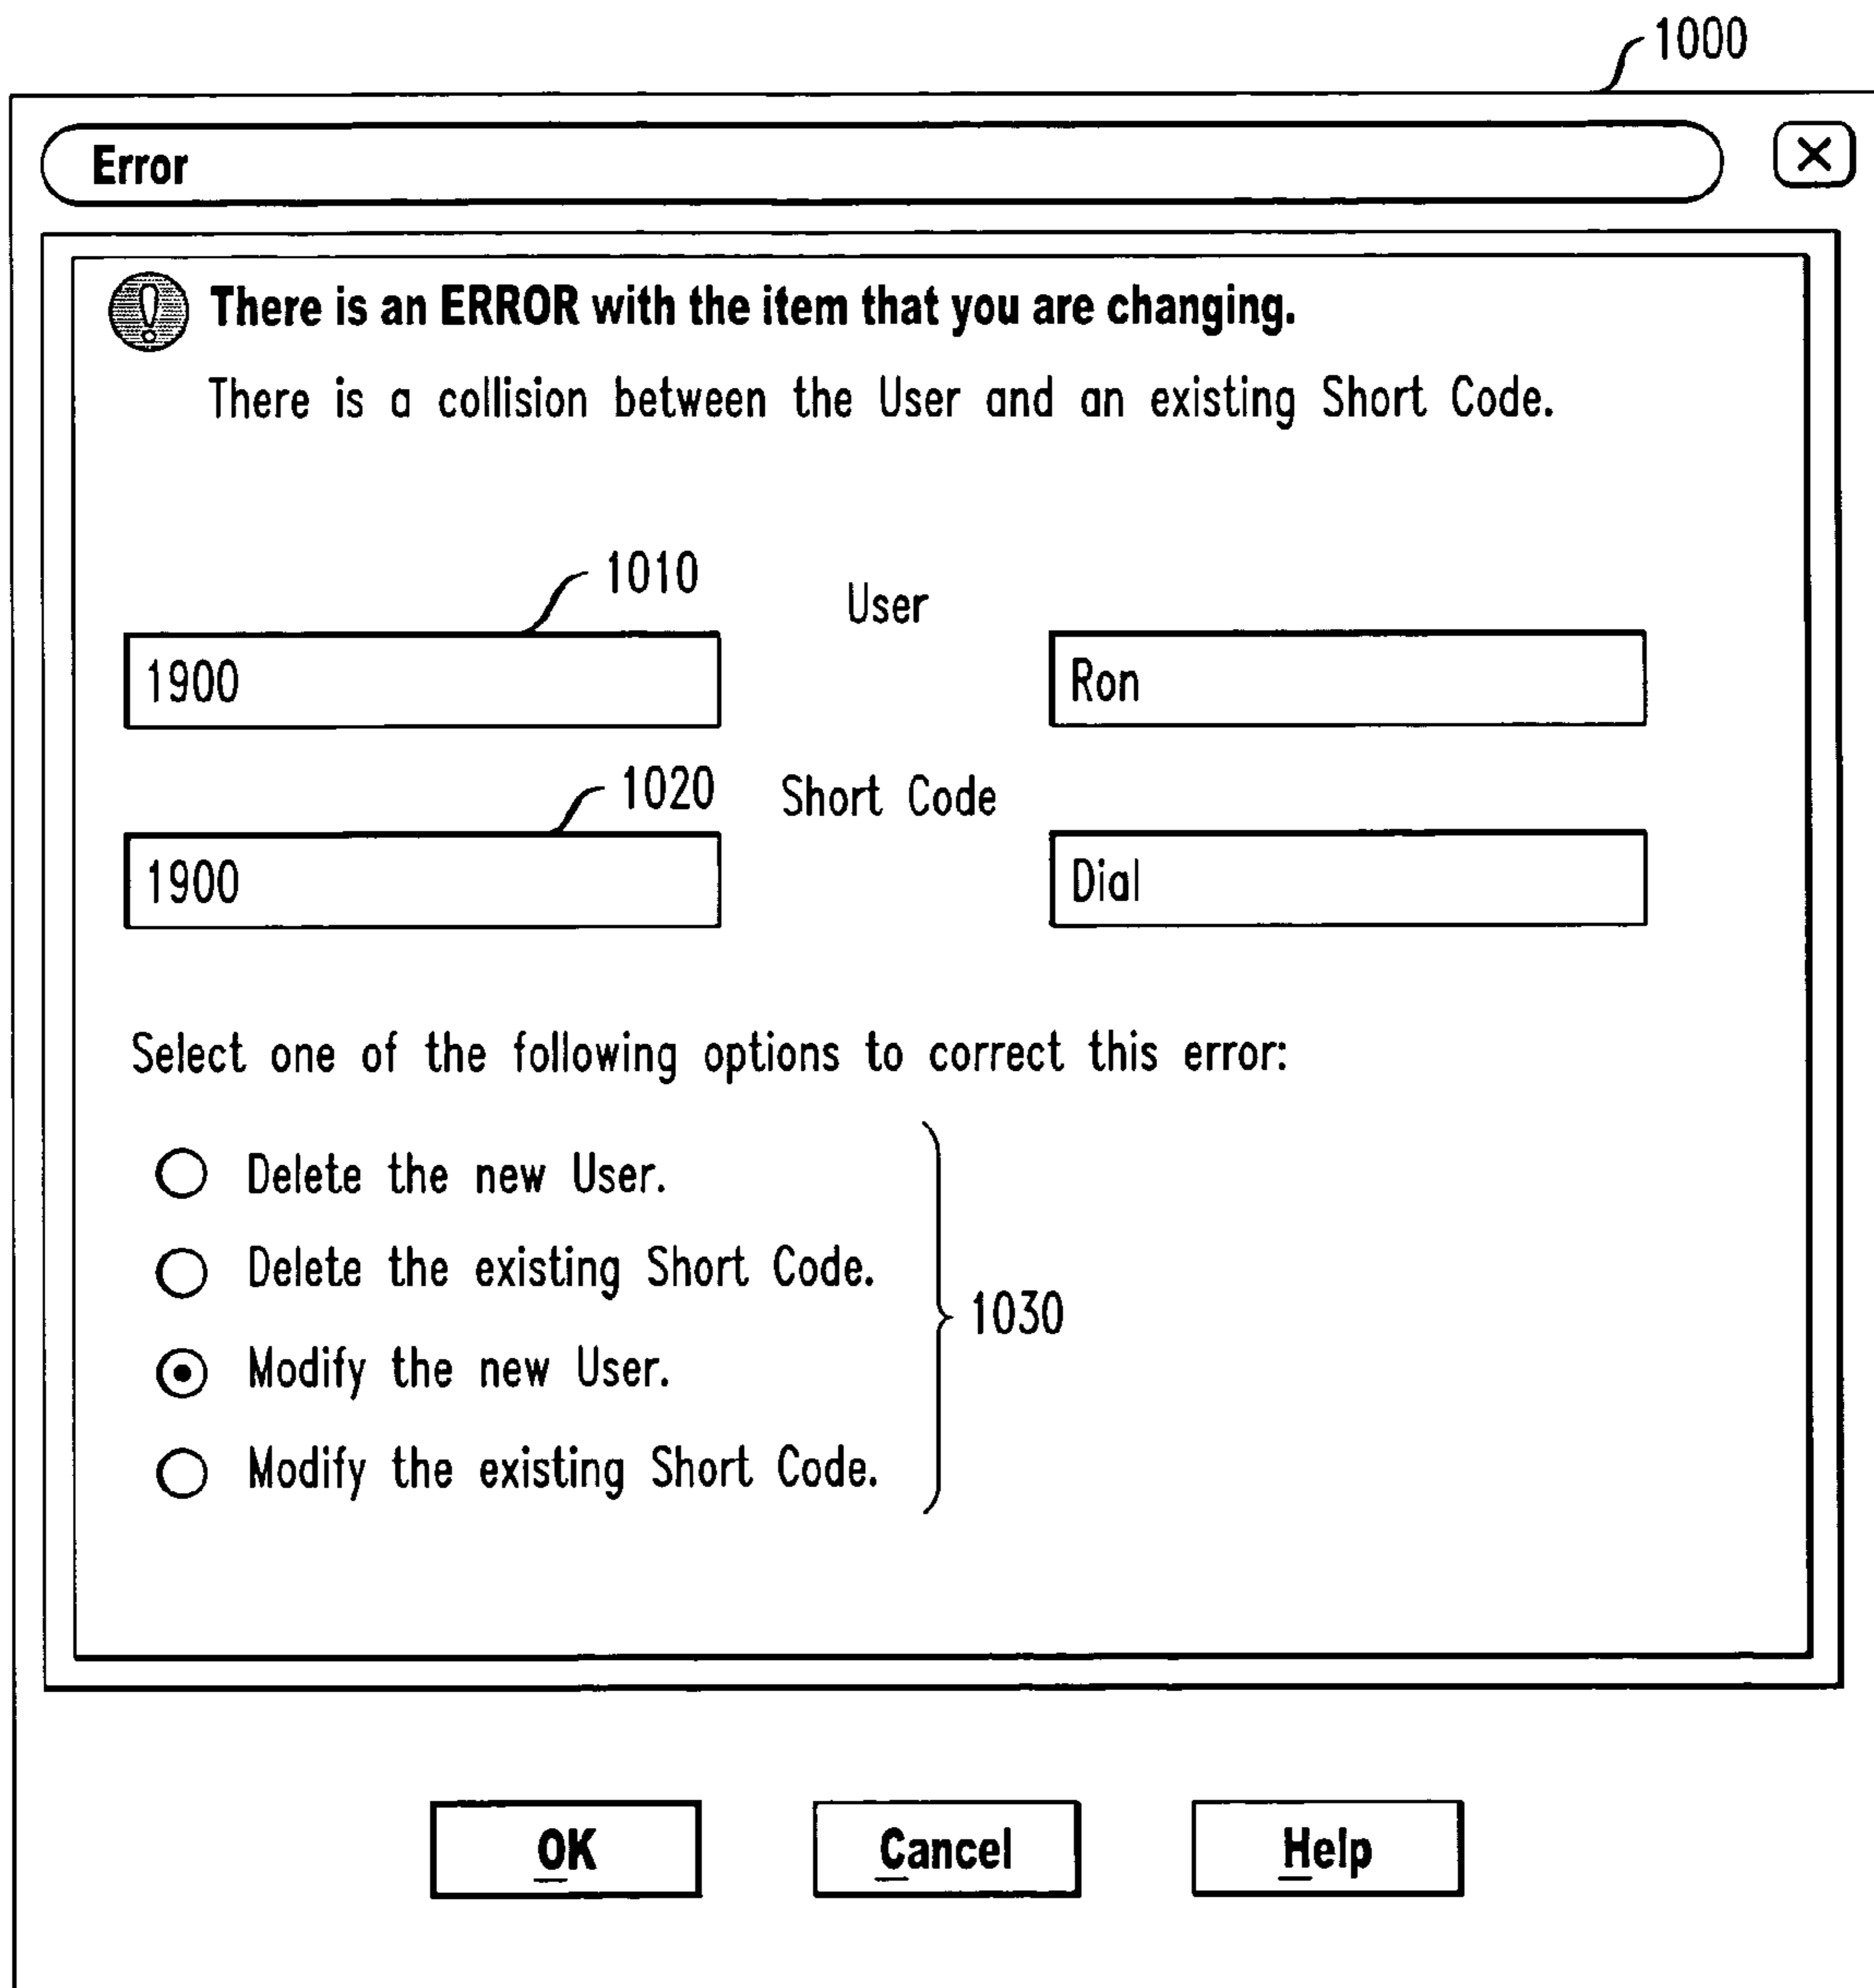 1000
Error
There is an ERROR with the item that you are changing.
There is a collision between the User and an existing Short Code.
1010
User
1900
Ron
1020
Short Code
1900
Dial
Select one of the following options to correct this error:
Delete the new User.
Delete the existing Short Code.
1030
Modify the new User.
Modify the existing Short Code.
OK Cancel Help